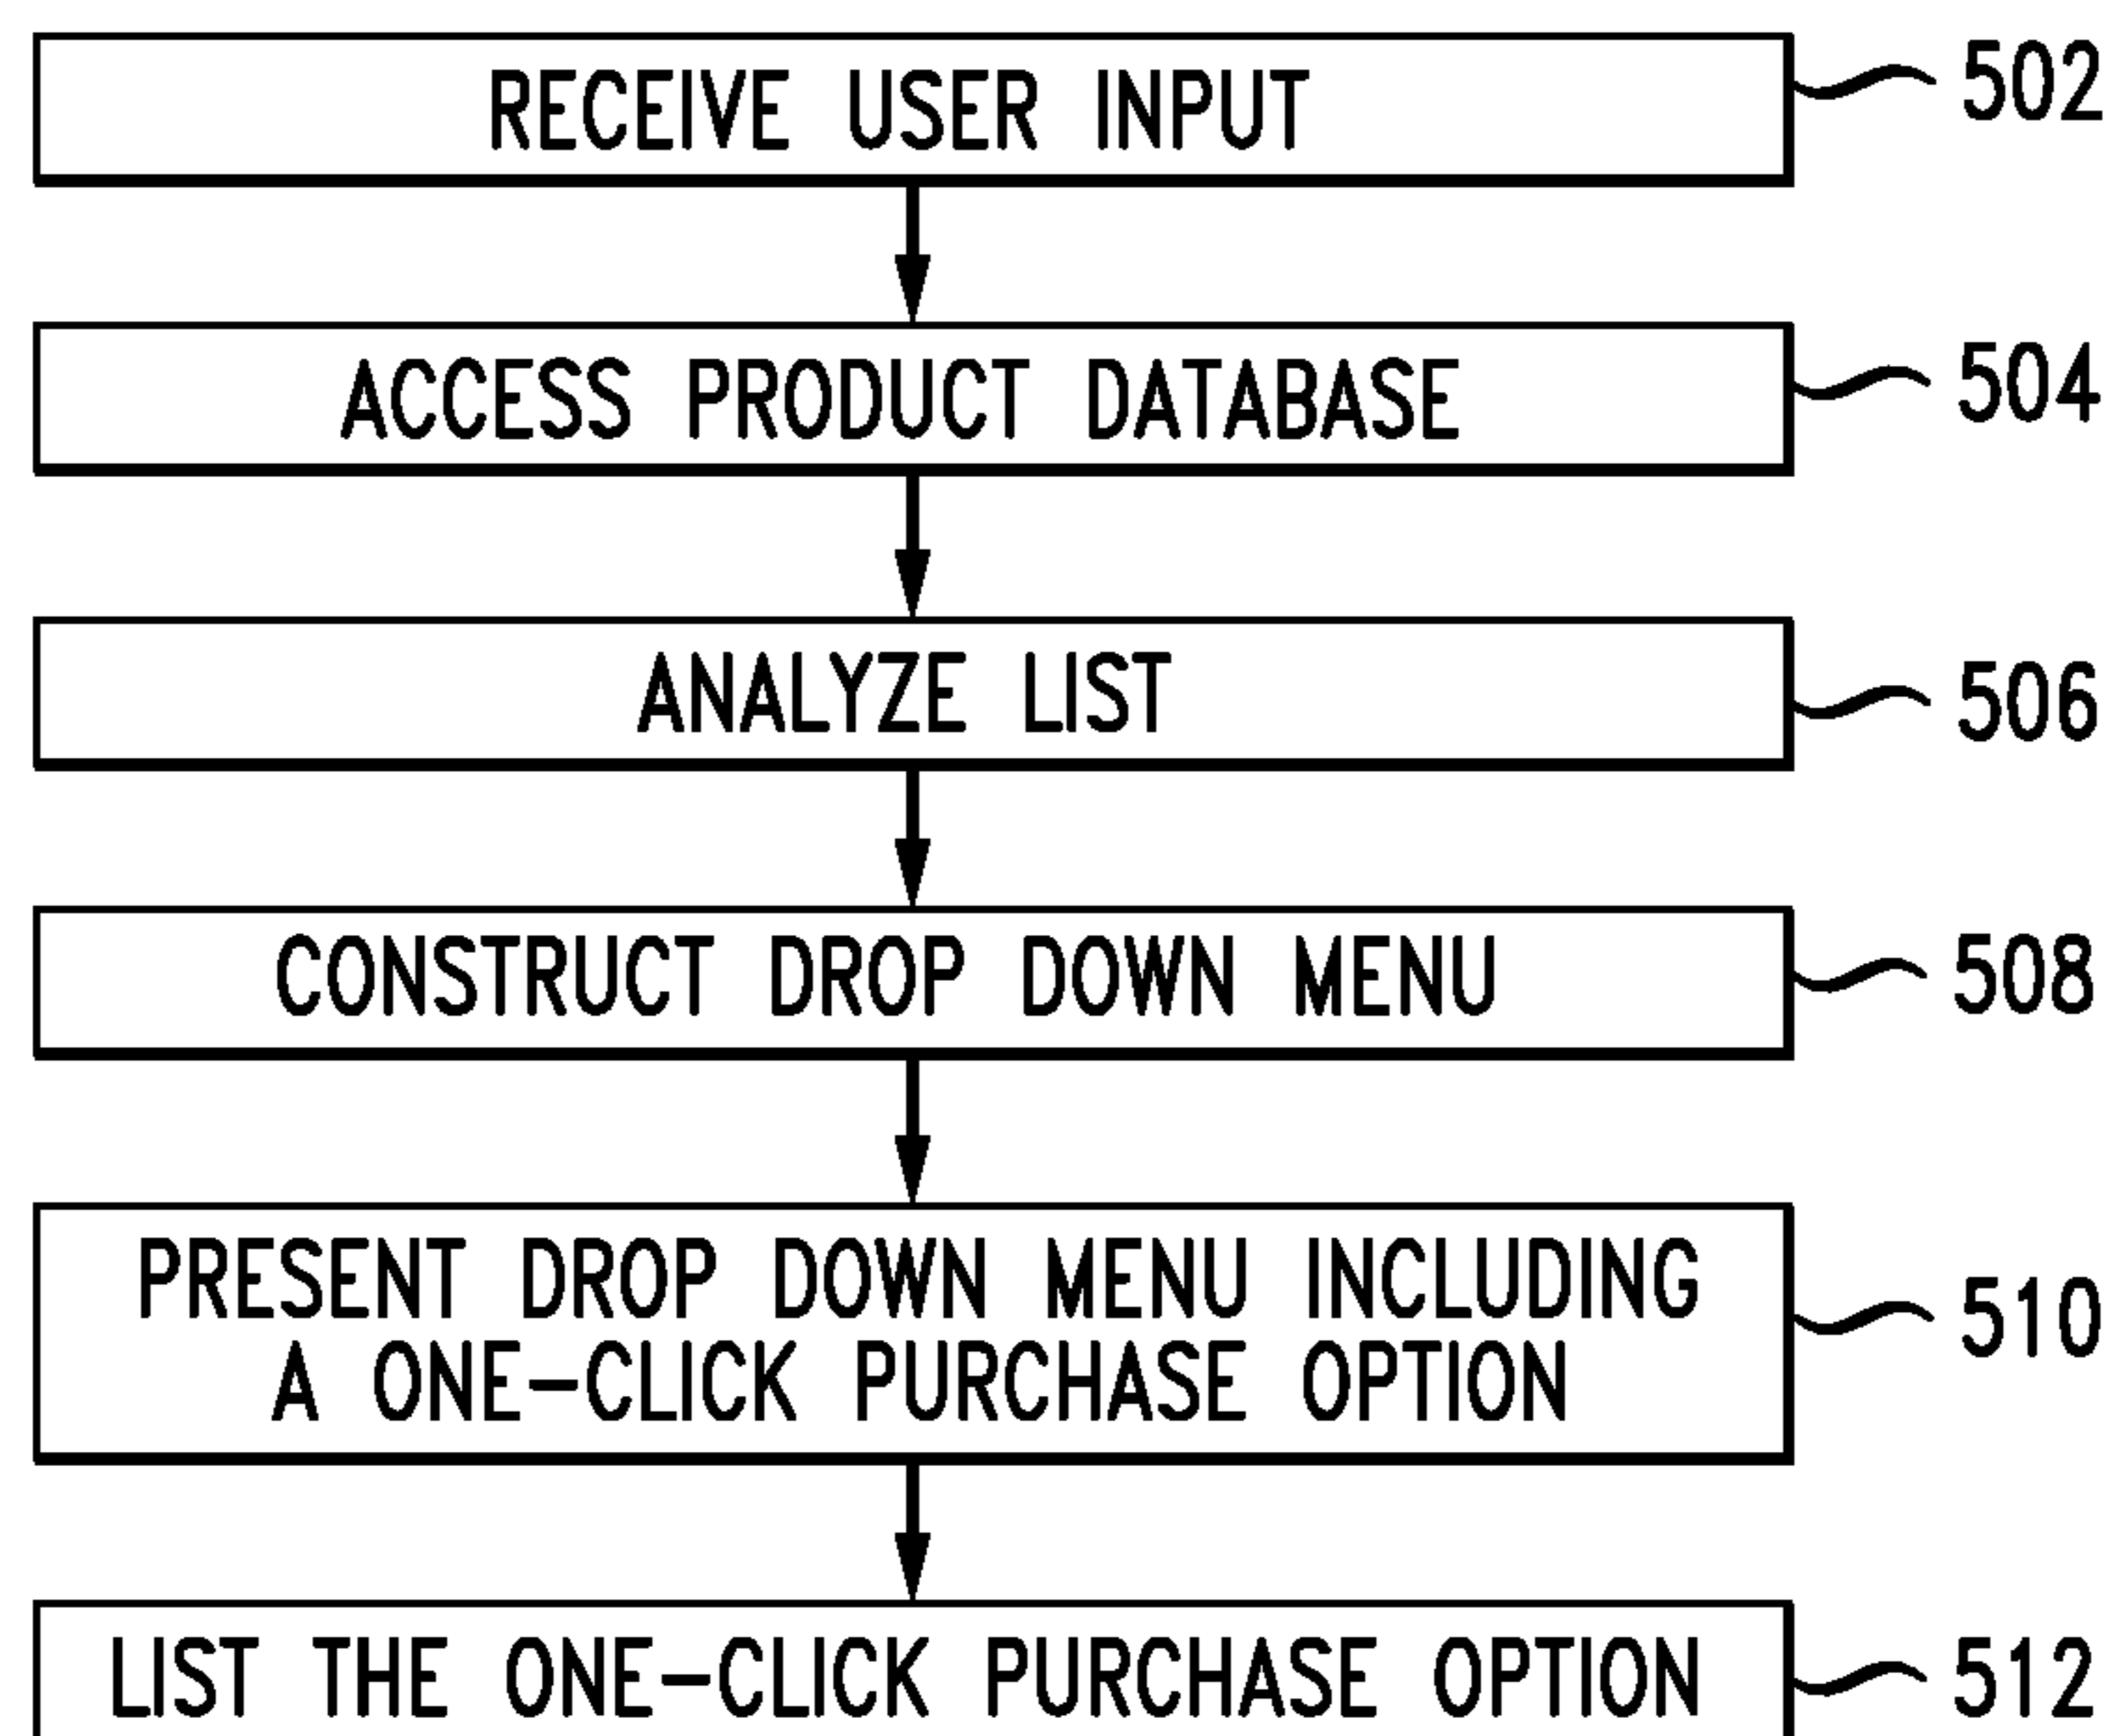 RECEIVE USER INPUT 502
ACCESS PRODUCT DATABASE 504
ANALYZE LIST 506
CONSTRUCT DROP DOWN MENU 508
PRESENT DROP DOWN MENU INCLUDING
A ONE-CLICK PURCHASE OPTION 510
LIST THE ONE-CLICK PURCHASE OPTION 512